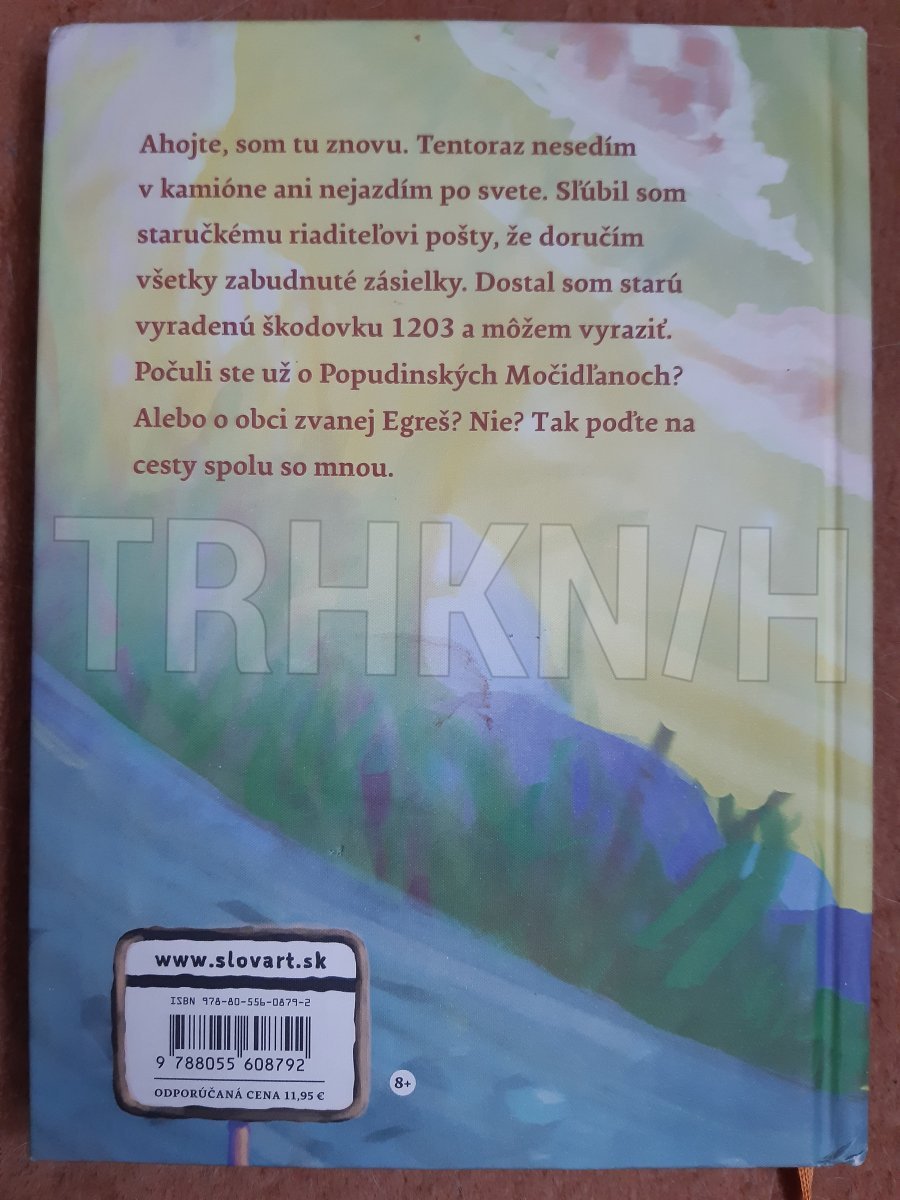 Ahojte, som tu znovu. Tentoraz nesedím
v kamióne ani nejazdím po svete. Sľúbil som
staručkému riaditeľovi pošty, že doručím
všetky zabudnuté zásielky. Dostal som starú
vyradenú škodovku 1203 a môžem vyraziť.
Počuli ste už o Popudinských Močidľanoch?
Alebo o obci zvanej Egreš? Nie? Tak poďte na
cesty spolu so mnou.
TRHKNIH
www.slovart.sk
ISBN 978-80-556-0879-2
9 788055 608792
ODPORÚČANÁ CENA 11,95 €
8+